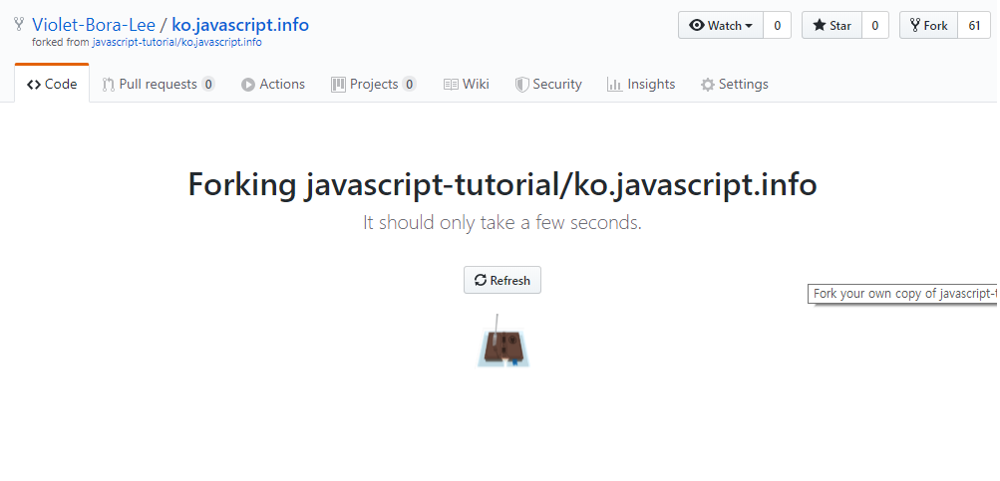 Violet-Bora-Lee / ko.javascript.info
Watch 0 Star 0 Fork 61
forked from javascript-tutorial/ko.javascript.info
Code Pull requests 0 Actions Projects 0 Wiki Security Insights Settings
Forking javascript-tutorial/ko.javascript.info
It should only take a few seconds.
Refresh
Fork your own copy of javascript-t